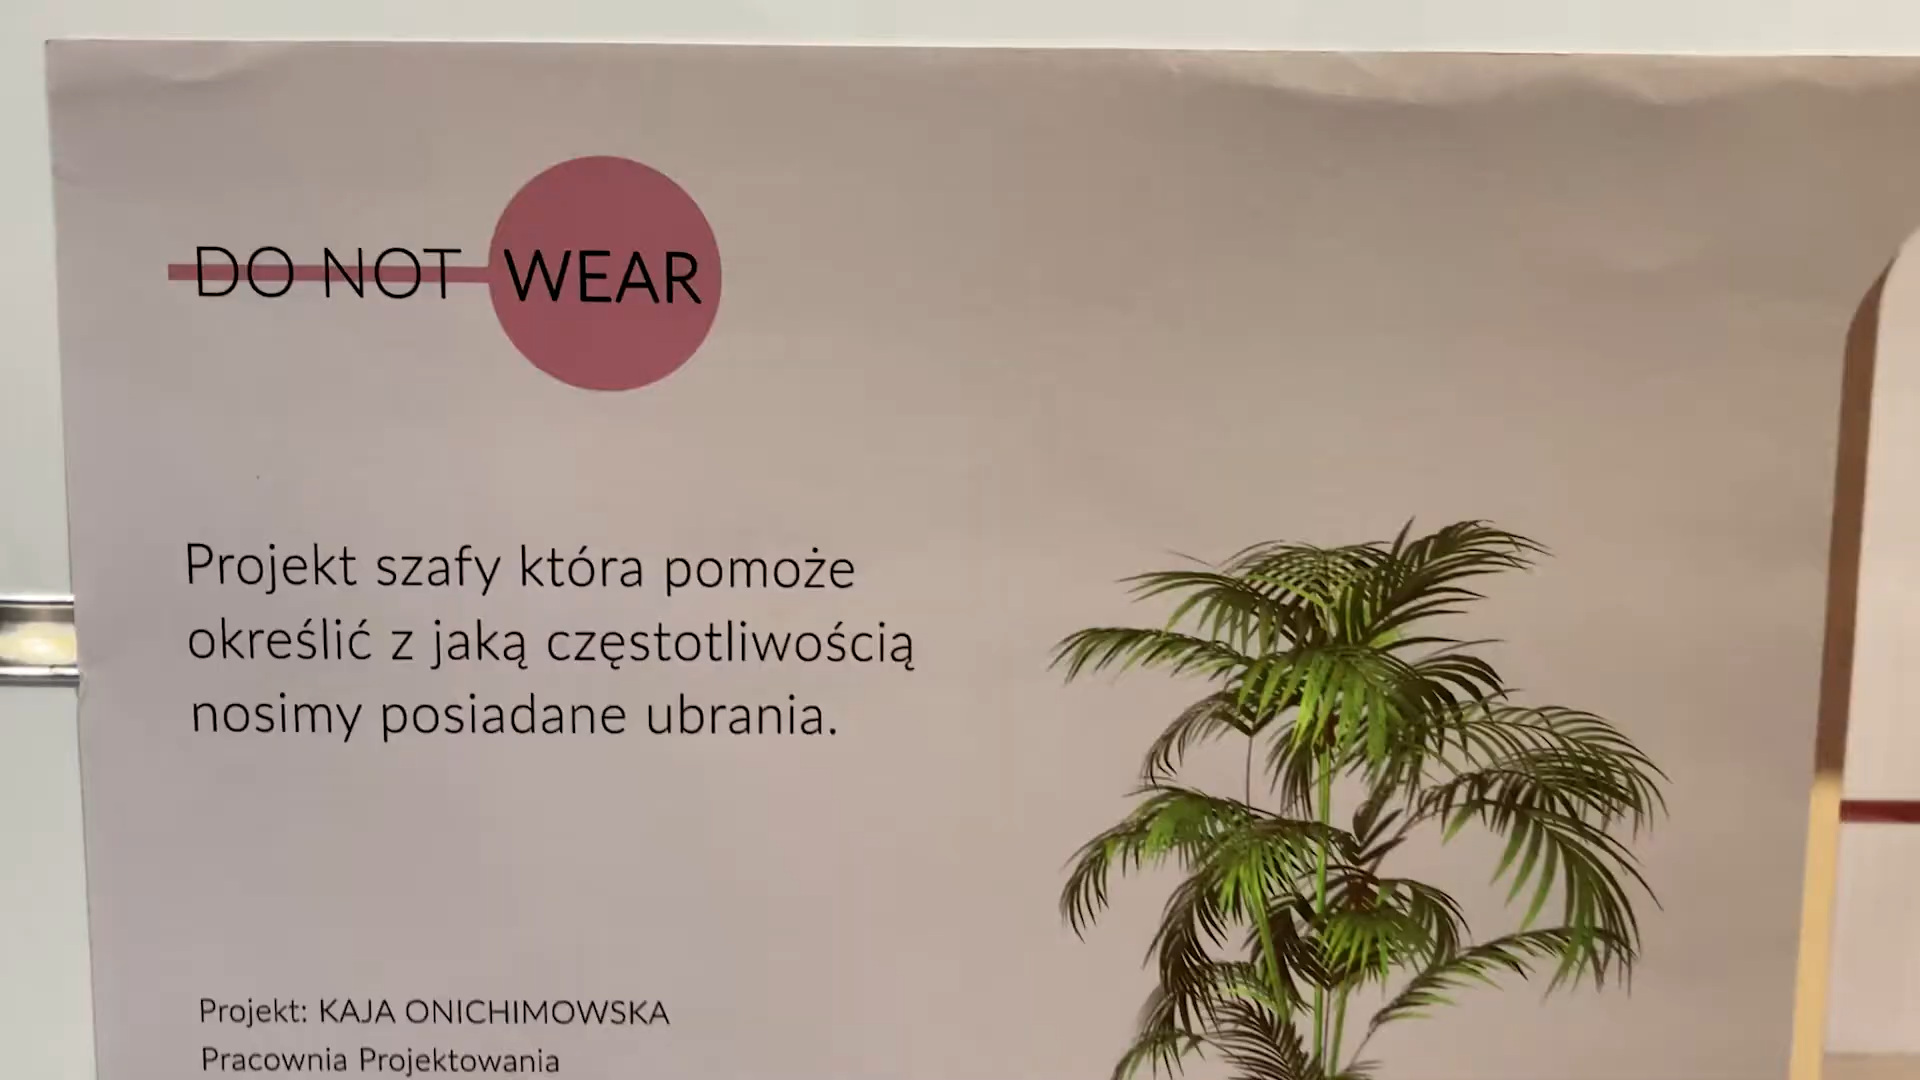 DO NOT WEAR
Projekt szafy która pomoże
określić z jaką częstotliwością
nosimy posiadane ubrania.
Projekt: KAJA ONICHIMOWSKA
Pracownia Projektowania